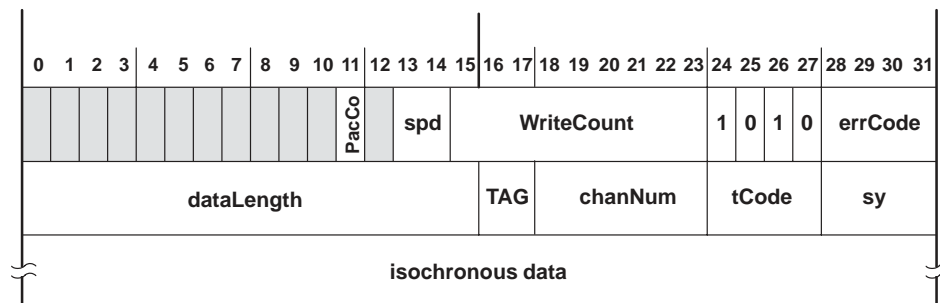 0 1 2 3 4 5 6 7 8 9 10 11 12 13 14 15 16 17 18 19 20 21 22 23 24 25 26 27 28 29 30 31
PacCo spd WriteCount 1 0 1 0 errCode
dataLength TAG chanNum tCode sy
isochronous data